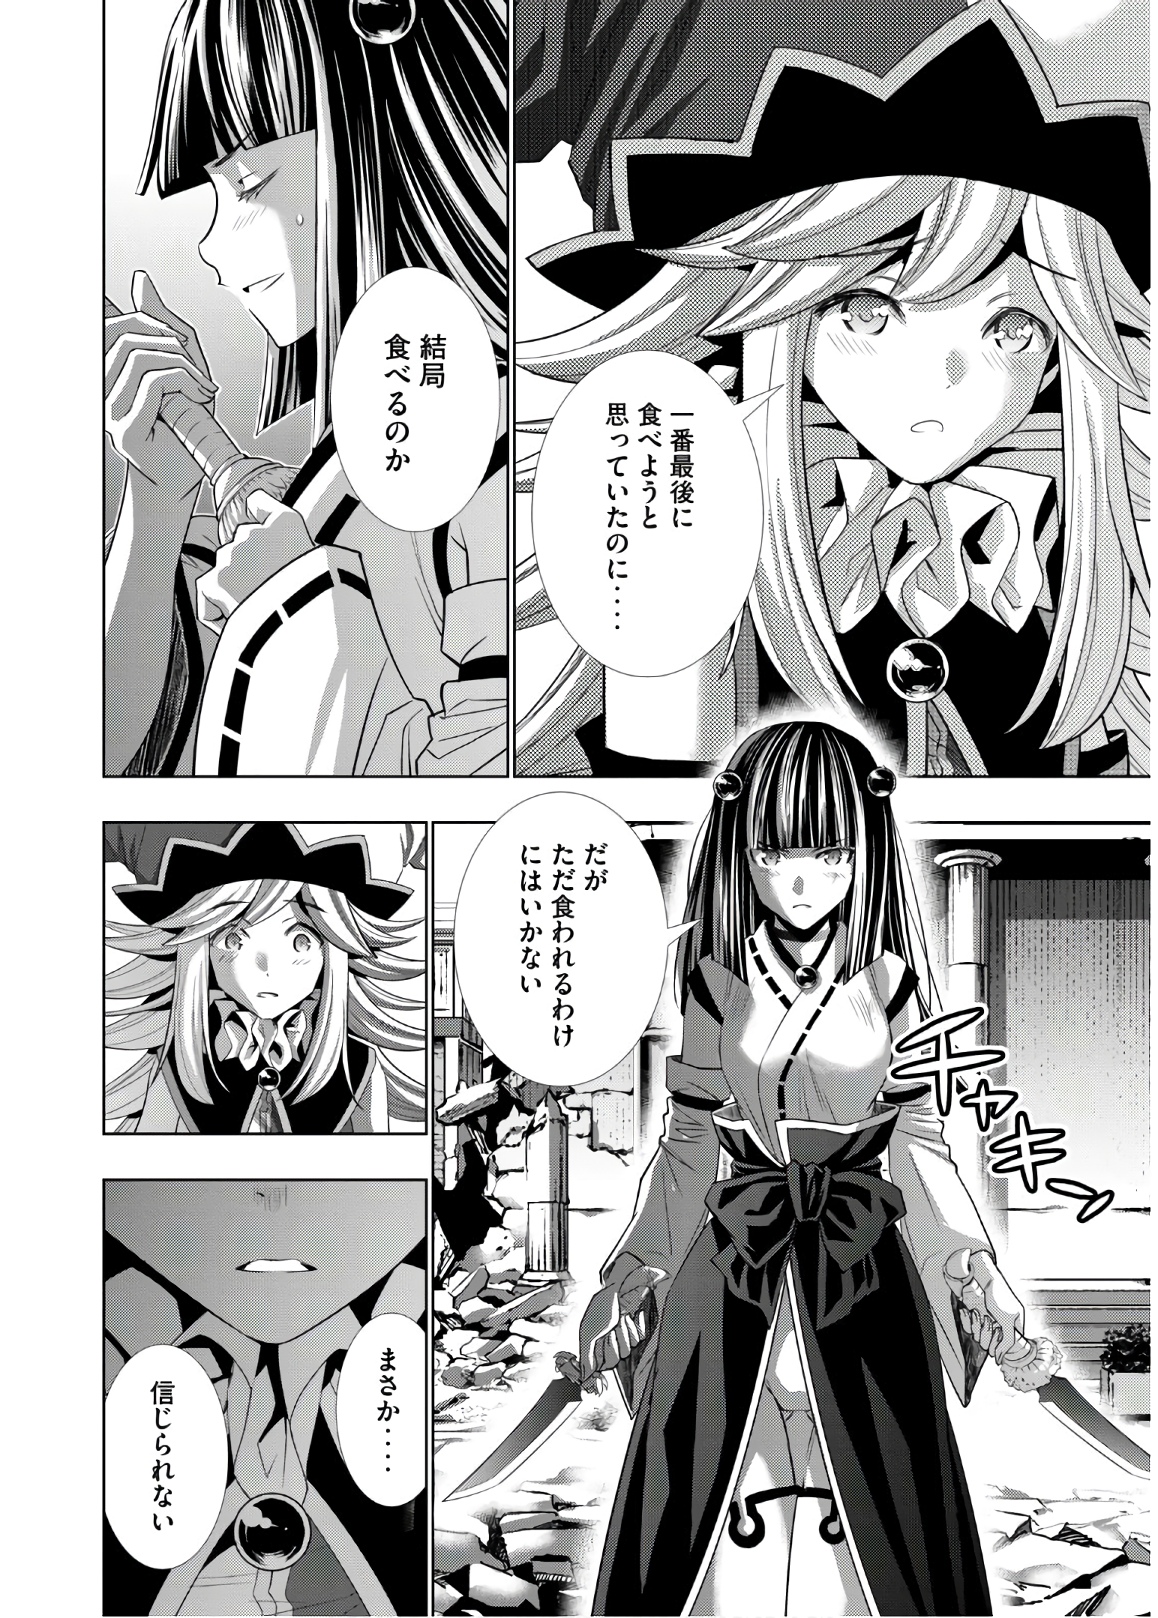 一番最後に
食べようと
思っていたのに‥‥
結局
食べるのか
だが
ただ食われるわけ
にはいかない
チャキン
まさか‥‥
信じられない